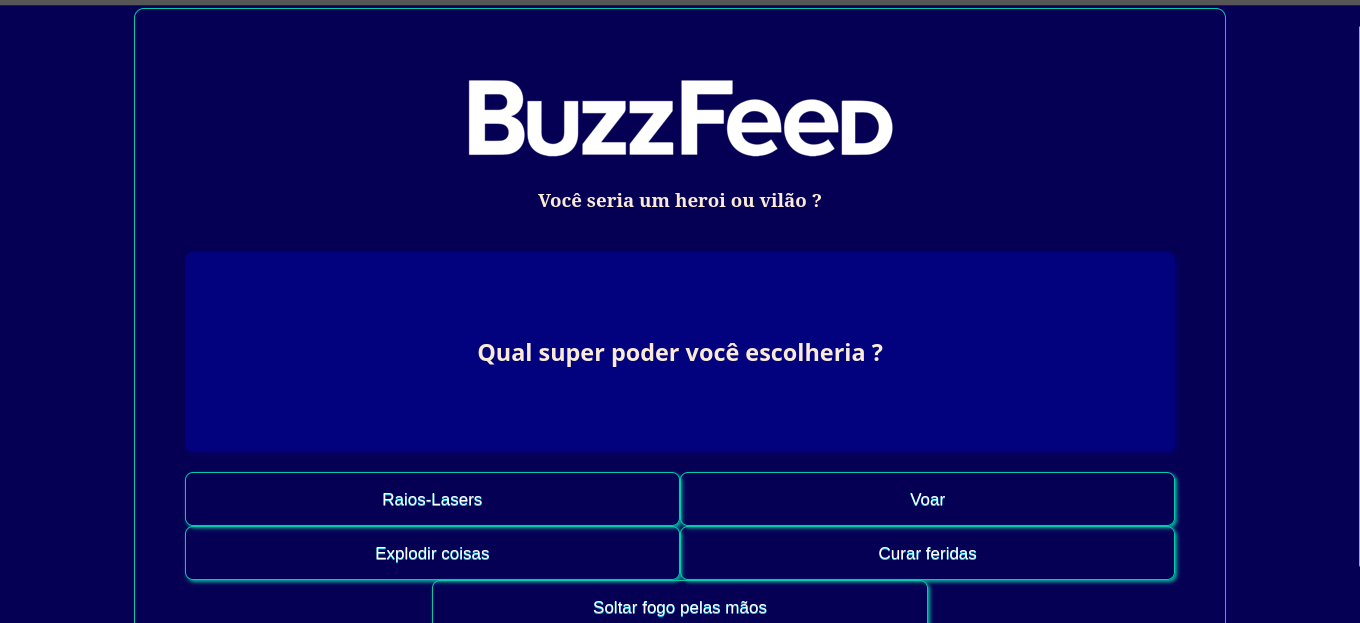 BuzzFeed
Você seria um heroi ou vilão ?
Qual super poder você escolheria ?
Raios-Lasers
Voar
Explodir coisas
Curar feridas
Soltar fogo pelas mãos